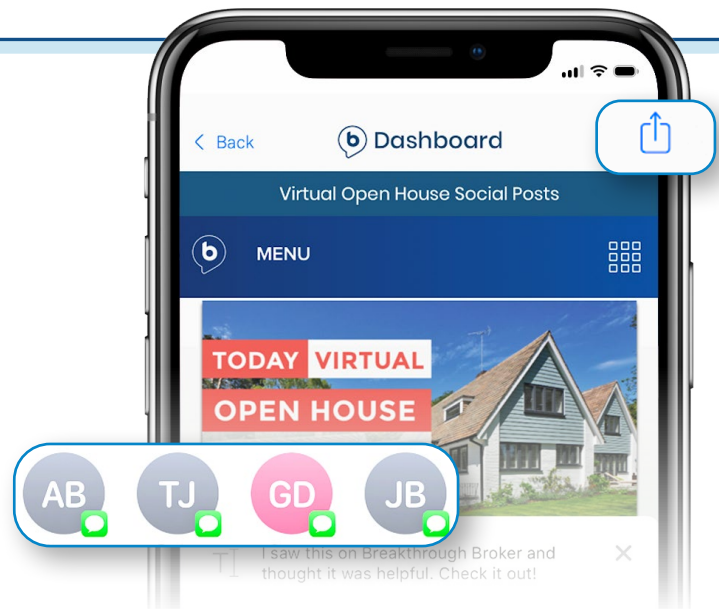 Back
b Dashboard
Virtual Open House Social Posts
b MENU
TODAY VIRTUAL
OPEN HOUSE
AB TJ GD JB
I saw this on Breakthrough Broker and
thought it was helpful. Check it out!